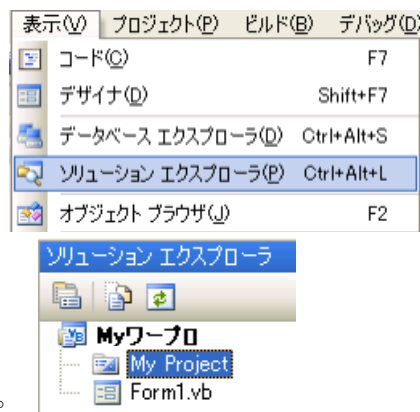 表示(V) プロジェクト(P) ビルド(B) デバッグ(D)
コード(C) F7
デザイナ(D) Shift+F7
データベース エクスプローラ(D) Ctrl+Alt+S
ソリューション エクスプローラ(P) Ctrl+Alt+L
オブジェクト ブラウザ(J) F2
ソリューション エクスプローラ
Myワープロ
My Project
Form1.vb
。